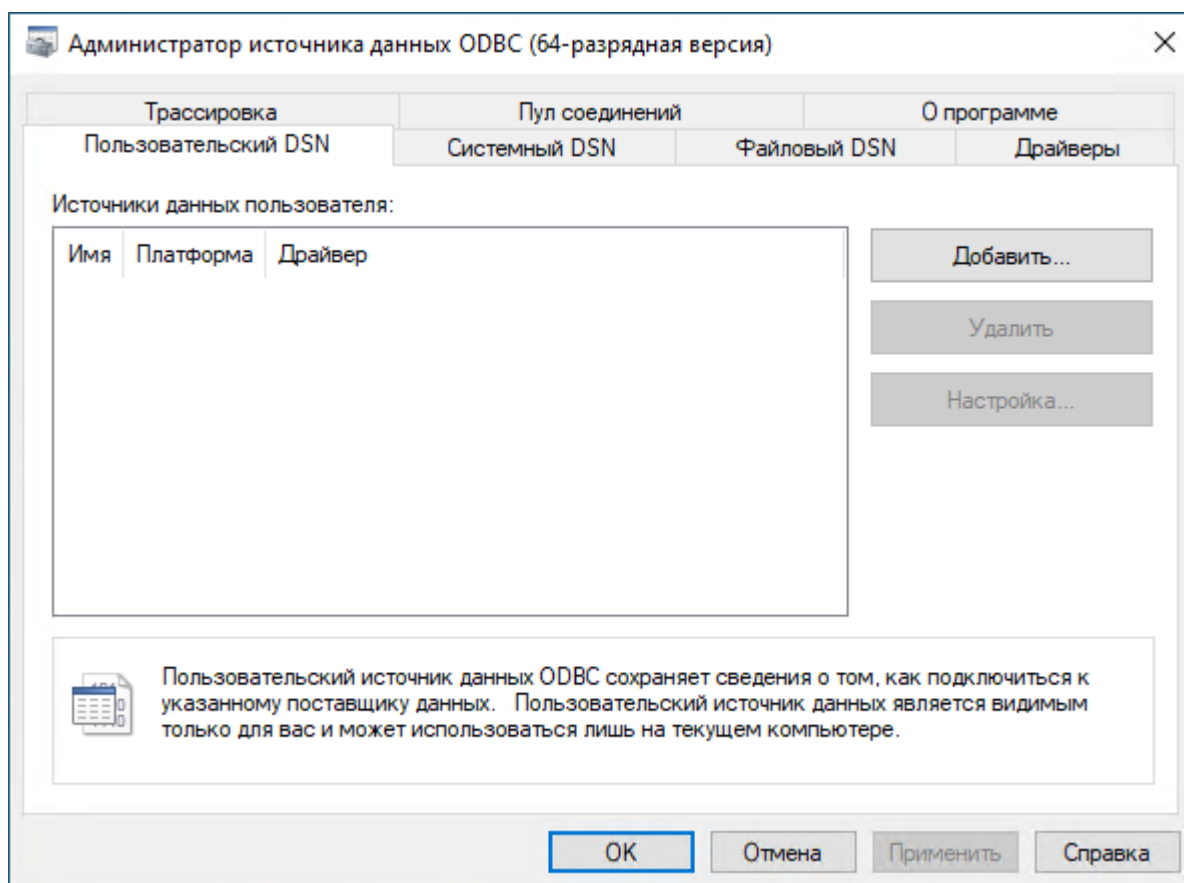 Администратор источника данных ODBC (64-разрядная версия)
Трассировка Пул соединений О программе
Пользовательский DSN Системный DSN Файловый DSN Драйверы
Источники данных пользователя:
Имя Платформа Драйвер
Добавить...
Удалить
Настройка...
Пользовательский источник данных ODBC сохраняет сведения о том, как подключиться к
указанному поставщику данных. Пользовательский источник данных является видимым
только для вас и может использоваться лишь на текущем компьютере.
OK Отмена Применить Справка